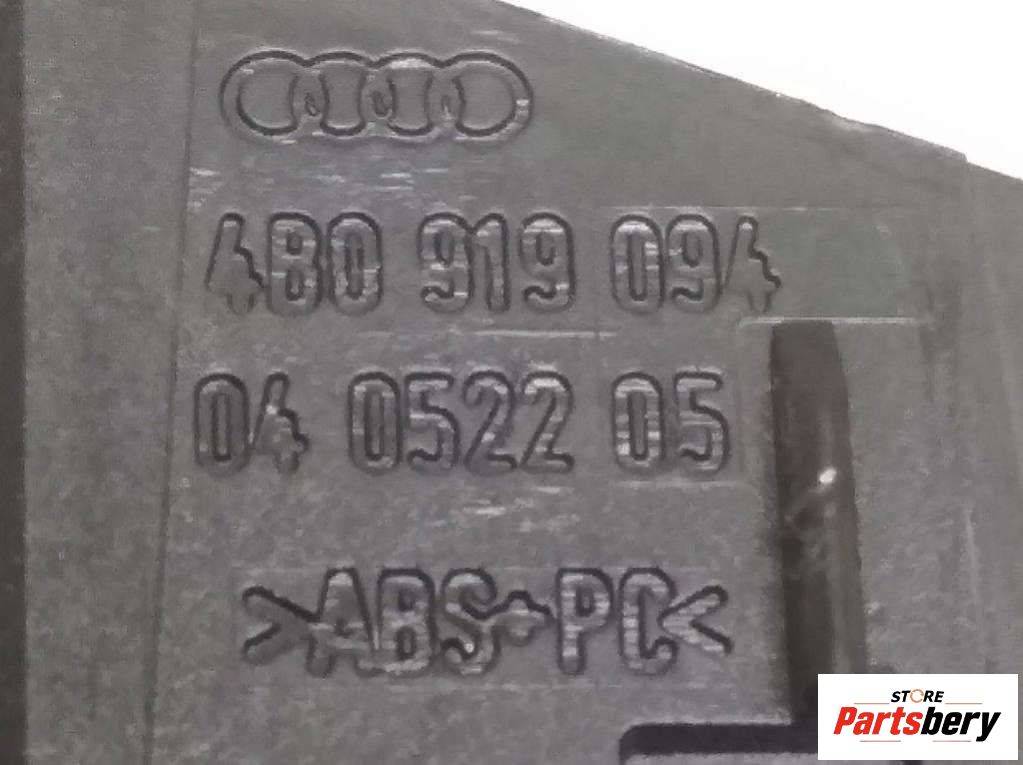 4B0 919 094
04 0522 05
>ABS+PC<
STORE
Partsbery